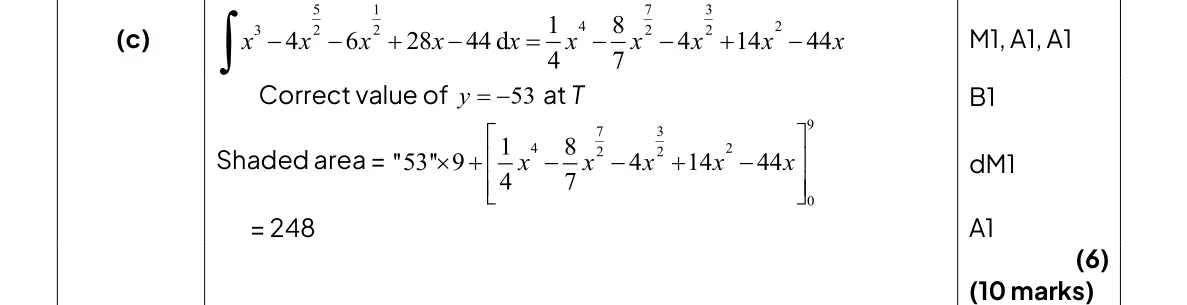 (c) ∫ x³ − 4x^(5/2) − 6x^(1/2) + 28x − 44 dx = 1/4 x⁴ − 8/7 x^(7/2) − 4x^(3/2) + 14x² − 44x M1, A1, A1
Correct value of y = −53 at T B1
Shaded area = "53"×9 + [1/4 x⁴ − 8/7 x^(7/2) − 4x^(3/2) + 14x² − 44x]₀⁹ dM1
= 248 A1
(6)
(10 marks)